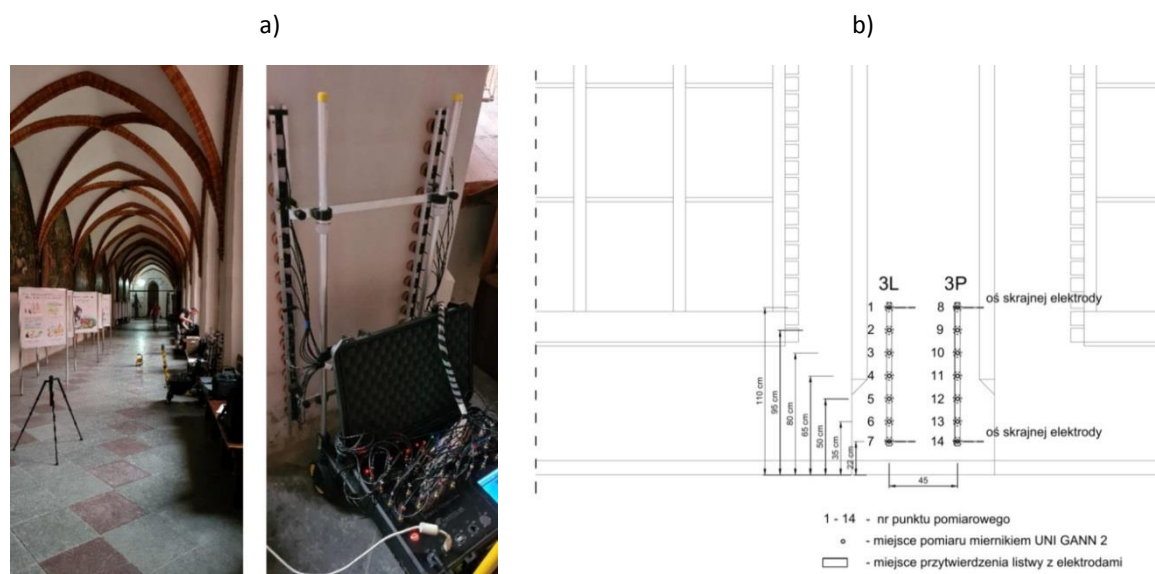 a)
b)
3L
3P
1
8
oś skrajnej elektrody
2
9
3
10
4
11
5
12
6
13
7
14
oś skrajnej elektrody
110 cm
95 cm
80 cm
65 cm
50 cm
35 cm
22 cm
45
1 - 14 - nr punktu pomiarowego
- miejsce pomiaru miernikiem UNI GANN 2
- miejsce przytwierdzenia listwy z elektrodami